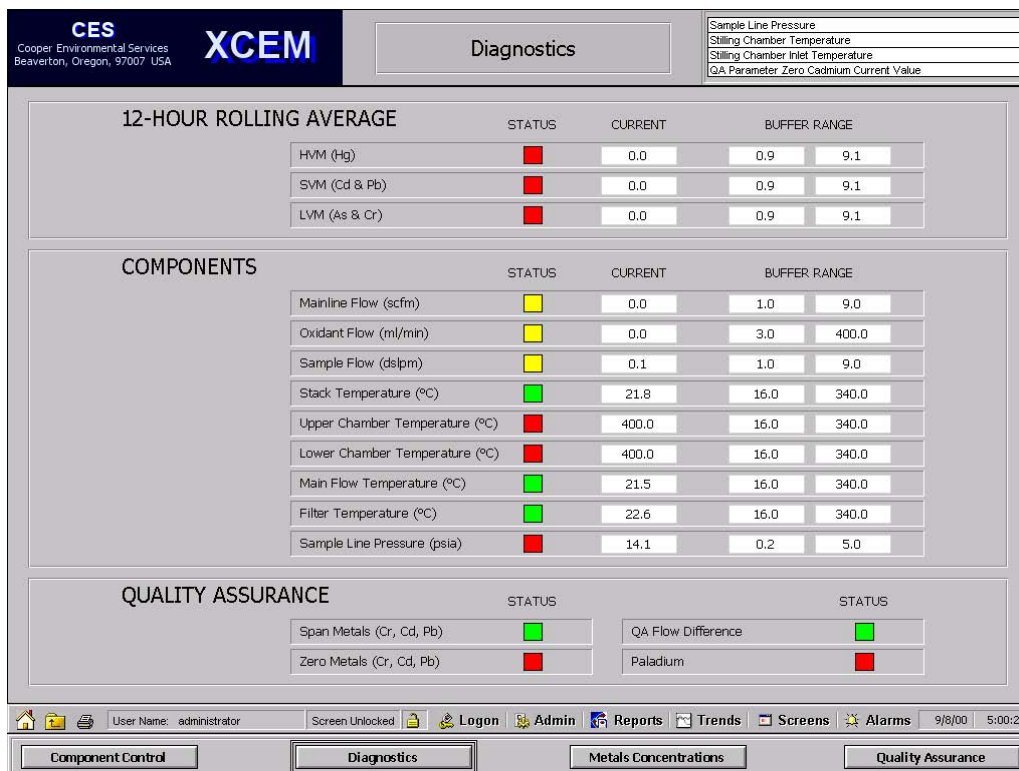 CES
Cooper Environmental Services
Beaverton, Oregon, 97007 USA
XCEM
Diagnostics
Sample Line Pressure
Stilling Chamber Temperature
Stilling Chamber Inlet Temperature
QA Parameter Zero Cadmium Current Value
12-HOUR ROLLING AVERAGE STATUS CURRENT BUFFER RANGE
HVM (Hg) 0.0 0.9 9.1
SVM (Cd & Pb) 0.0 0.9 9.1
LVM (As & Cr) 0.0 0.9 9.1
COMPONENTS STATUS CURRENT BUFFER RANGE
Mainline Flow (scfm) 0.0 1.0 9.0
Oxidant Flow (ml/min) 0.0 3.0 400.0
Sample Flow (dslpm) 0.1 1.0 9.0
Stack Temperature (ºC) 21.8 16.0 340.0
Upper Chamber Temperature (ºC) 400.0 16.0 340.0
Lower Chamber Temperature (ºC) 400.0 16.0 340.0
Main Flow Temperature (ºC) 21.5 16.0 340.0
Filter Temperature (ºC) 22.6 16.0 340.0
Sample Line Pressure (psia) 14.1 0.2 5.0
QUALITY ASSURANCE STATUS STATUS
Span Metals (Cr, Cd, Pb) QA Flow Difference
Zero Metals (Cr, Cd, Pb) Paladium
User Name: administrator Screen Unlocked Logon Admin Reports Trends Screens Alarms 9/8/00 5:00:2
Component Control Diagnostics Metals Concentrations Quality Assurance